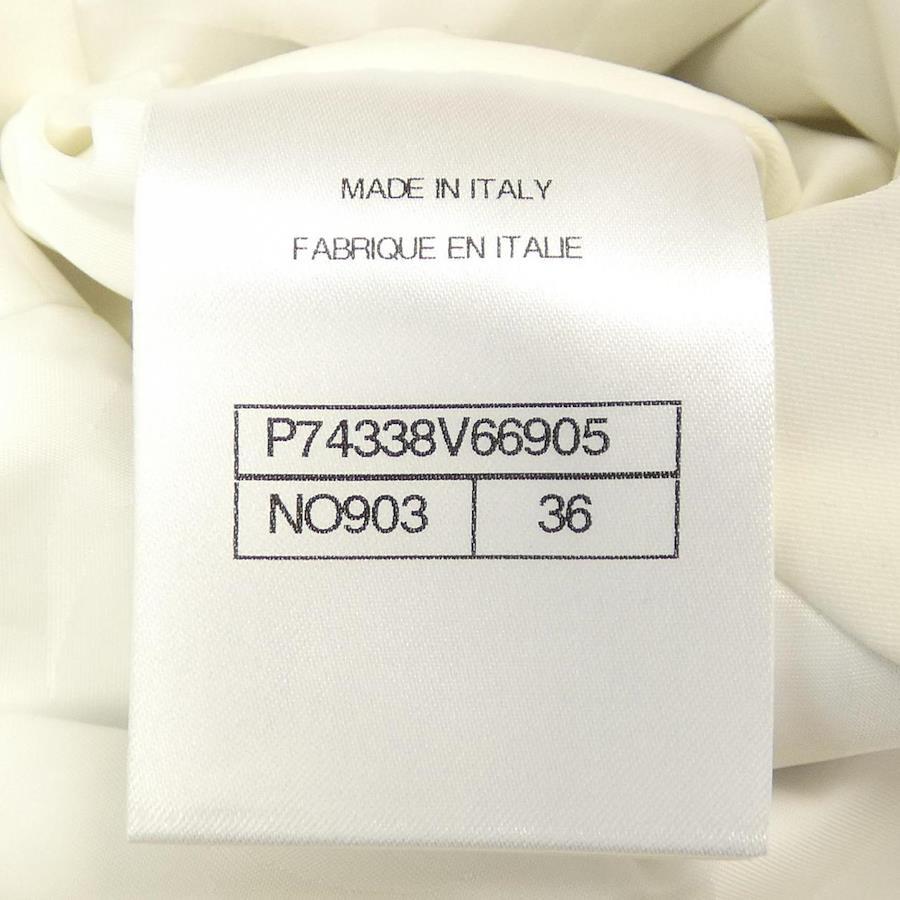 MADE IN ITALY
FABRIQUE EN ITALIE
P74338V66905
NO903 36